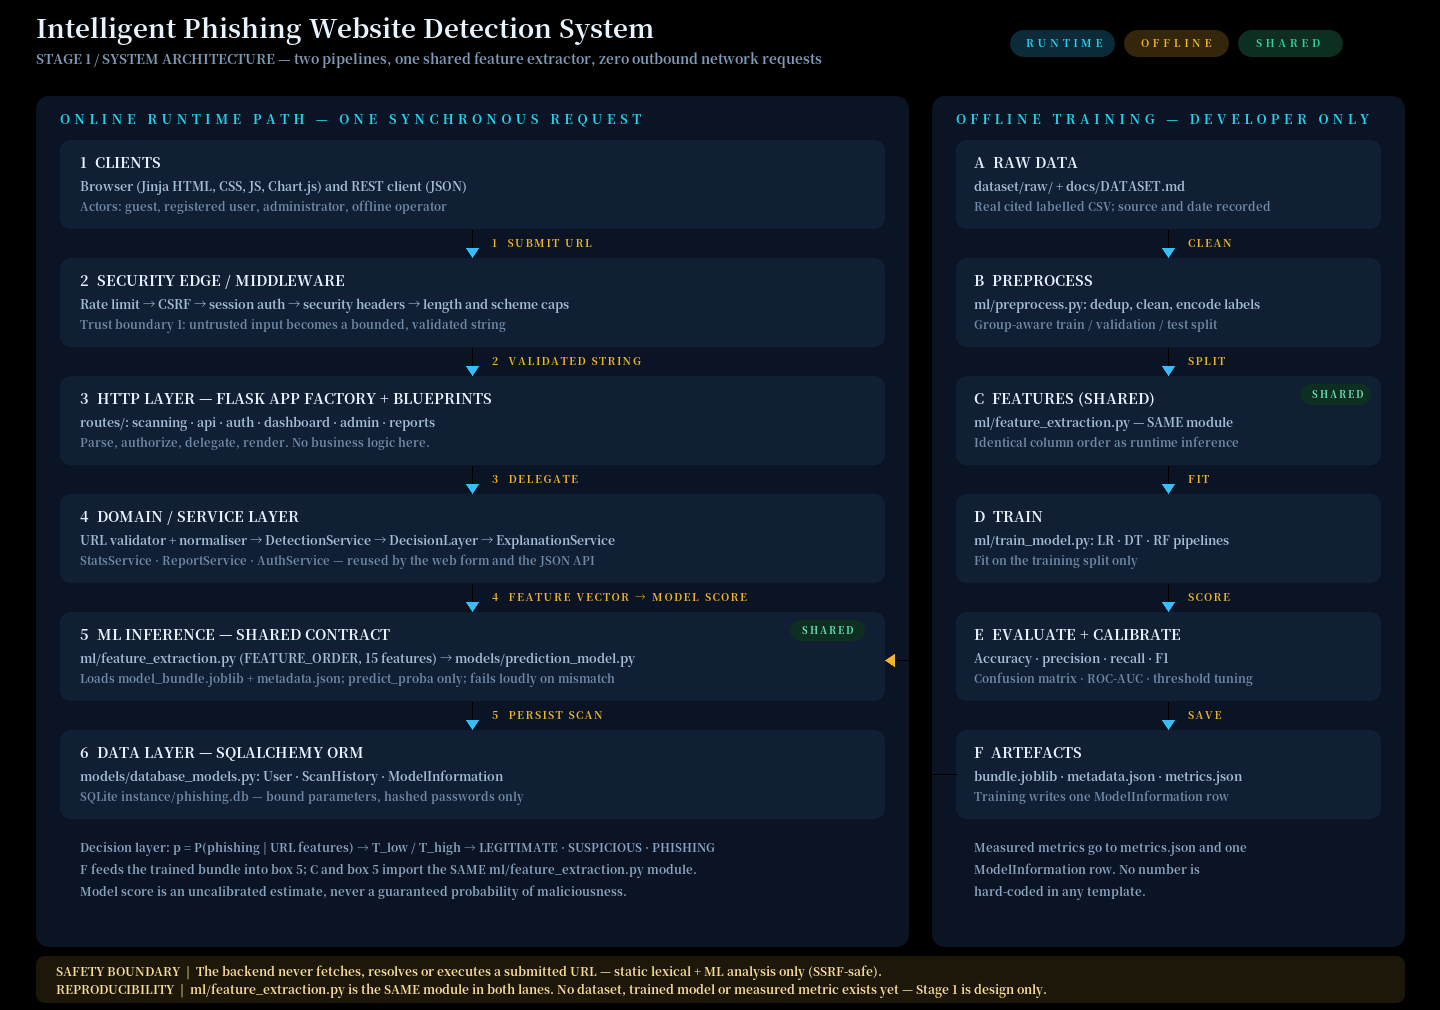 Intelligent Phishing Website Detection System
STAGE 1 / SYSTEM ARCHITECTURE — two pipelines, one shared feature extractor, zero outbound network requests
RUNTIME
OFFLINE
SHARED
ONLINE RUNTIME PATH — ONE SYNCHRONOUS REQUEST
1 CLIENTS
Browser (Jinja HTML, CSS, JS, Chart.js) and REST client (JSON)
Actors: guest, registered user, administrator, offline operator
1 SUBMIT URL
2 SECURITY EDGE / MIDDLEWARE
Rate limit → CSRF → session auth → security headers → length and scheme caps
Trust boundary 1: untrusted input becomes a bounded, validated string
2 VALIDATED STRING
3 HTTP LAYER — FLASK APP FACTORY + BLUEPRINTS
routes/: scanning · api · auth · dashboard · admin · reports
Parse, authorize, delegate, render. No business logic here.
3 DELEGATE
4 DOMAIN / SERVICE LAYER
URL validator + normaliser → DetectionService → DecisionLayer → ExplanationService
StatsService · ReportService · AuthService — reused by the web form and the JSON API
4 FEATURE VECTOR → MODEL SCORE
5 ML INFERENCE — SHARED CONTRACT
SHARED
ml/feature_extraction.py (FEATURE_ORDER, 15 features) → models/prediction_model.py
Loads model_bundle.joblib + metadata.json; predict_proba only; fails loudly on mismatch
5 PERSIST SCAN
6 DATA LAYER — SQLALCHEMY ORM
models/database_models.py: User · ScanHistory · ModelInformation
SQLite instance/phishing.db — bound parameters, hashed passwords only
Decision layer: p = P(phishing | URL features) → T_low / T_high → LEGITIMATE · SUSPICIOUS · PHISHING
F feeds the trained bundle into box 5; C and box 5 import the SAME ml/feature_extraction.py module.
Model score is an uncalibrated estimate, never a guaranteed probability of maliciousness.
OFFLINE TRAINING — DEVELOPER ONLY
A RAW DATA
dataset/raw/ + docs/DATASET.md
Real cited labelled CSV; source and date recorded
CLEAN
B PREPROCESS
ml/preprocess.py: dedup, clean, encode labels
Group-aware train / validation / test split
SPLIT
C FEATURES (SHARED)
SHARED
ml/feature_extraction.py — SAME module
Identical column order as runtime inference
FIT
D TRAIN
ml/train_model.py: LR · DT · RF pipelines
Fit on the training split only
SCORE
E EVALUATE + CALIBRATE
Accuracy · precision · recall · F1
Confusion matrix · ROC-AUC · threshold tuning
SAVE
F ARTEFACTS
bundle.joblib · metadata.json · metrics.json
Training writes one ModelInformation row
Measured metrics go to metrics.json and one
ModelInformation row. No number is
hard-coded in any template.
SAFETY BOUNDARY | The backend never fetches, resolves or executes a submitted URL — static lexical + ML analysis only (SSRF-safe).
REPRODUCIBILITY | ml/feature_extraction.py is the SAME module in both lanes. No dataset, trained model or measured metric exists yet — Stage 1 is design only.